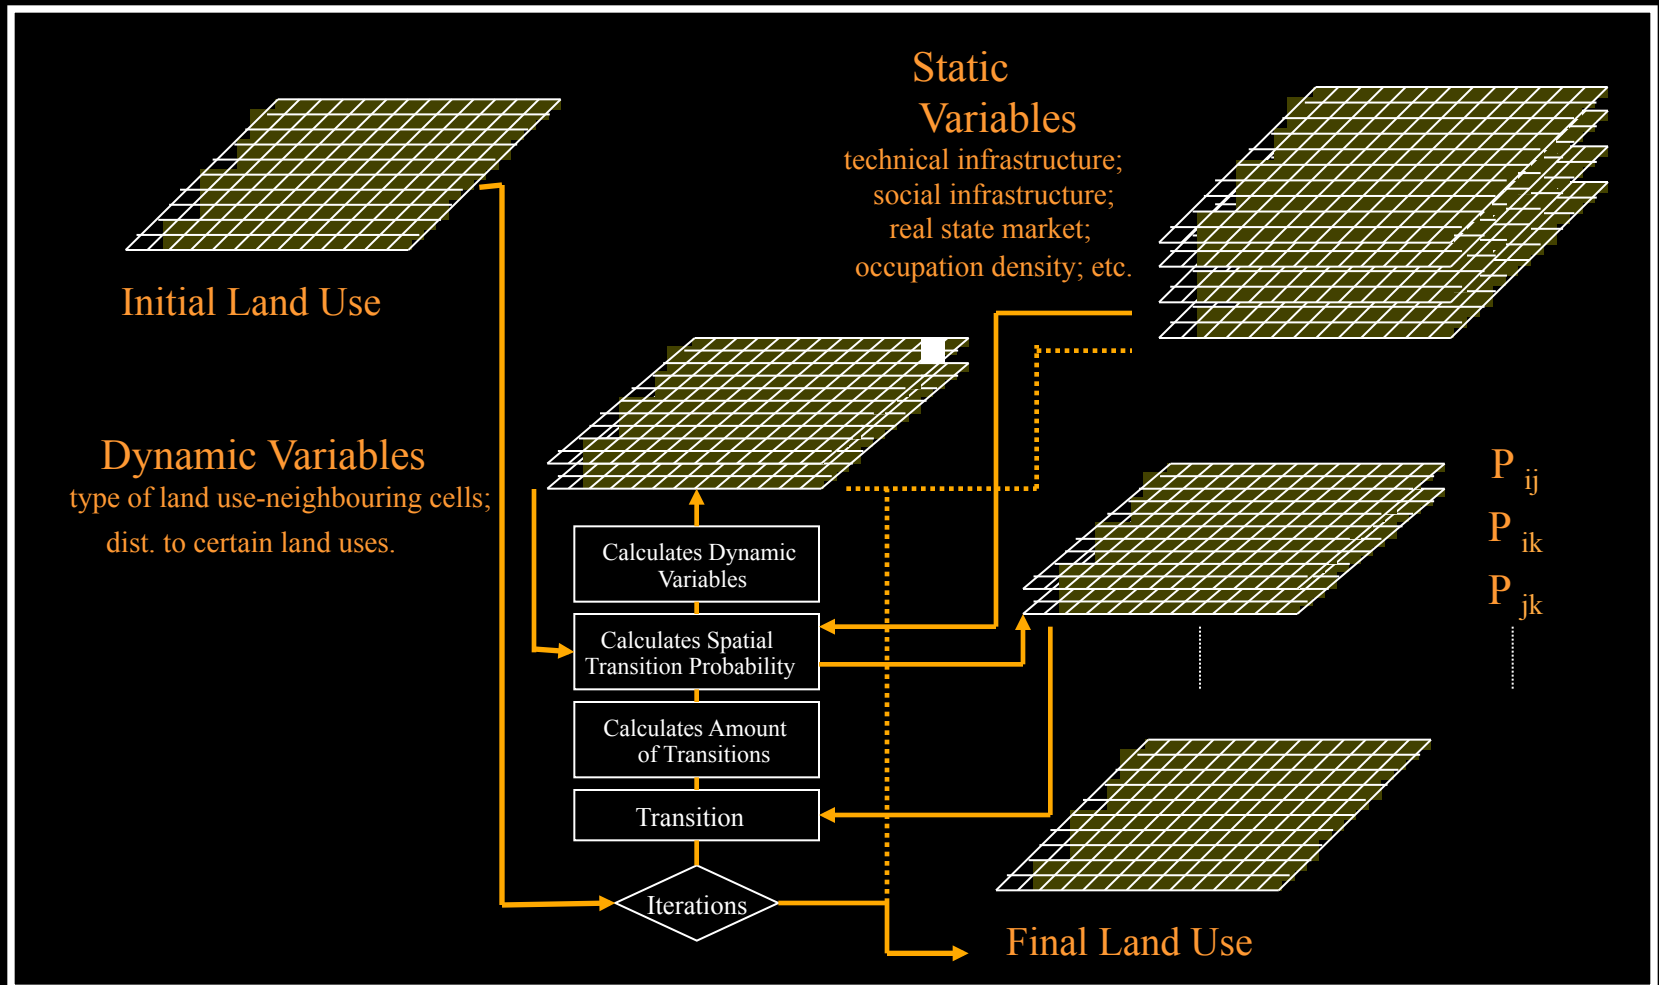 Static
Variables
technical infrastructure;
social infrastructure;
real state market;
occupation density; etc.
Initial Land Use
Dynamic Variables
type of land use-neighbouring cells;
dist. to certain land uses.
P ij
P ik
P jk
Calculates Dynamic
Variables
Calculates Spatial
Transition Probability
Calculates Amount
of Transitions
Transition
Iterations
Final Land Use